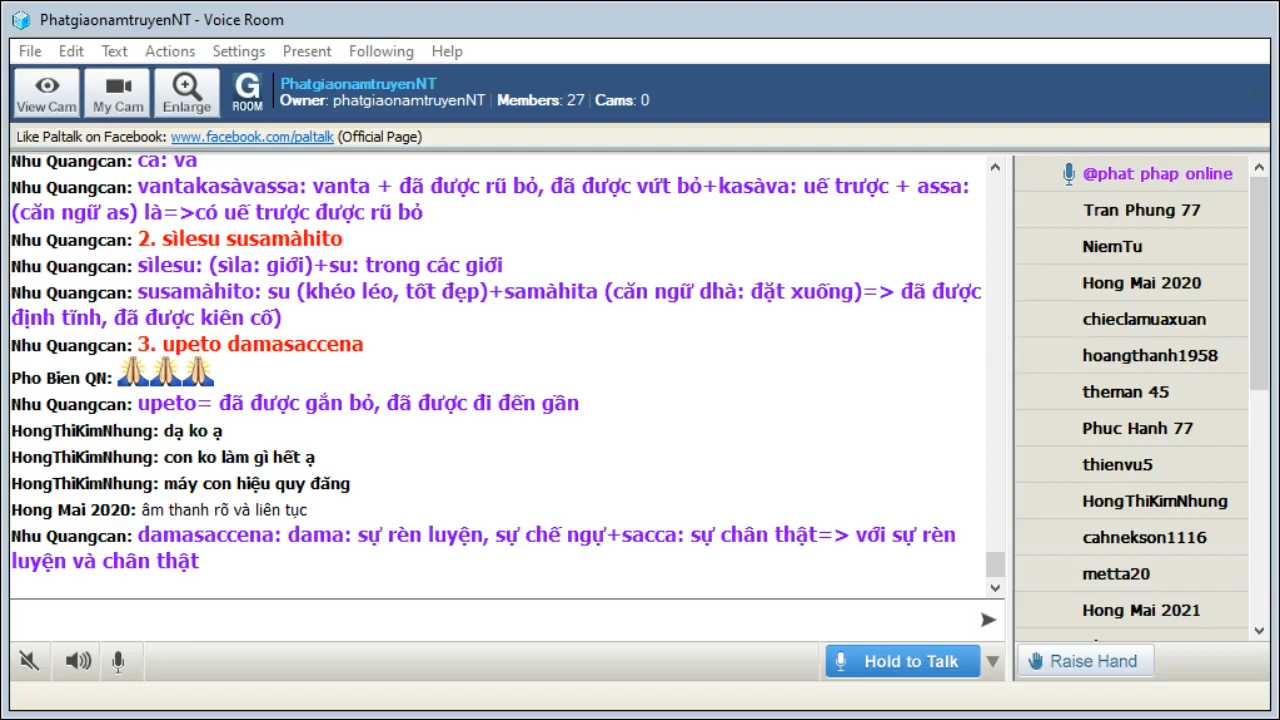 PhatgiaonamtruyenNT - Voice Room
File Edit Text Actions Settings Present Following Help
View Cam
My Cam
Enlarge
G
ROOM
PhatgiaonamtruyenNT
Owner: phatgiaonamtruyenNT | Members: 27 | Cams: 0
Like Paltalk on Facebook: www.facebook.com/paltalk (Official Page)
Nhu Quangcan: ca: và
Nhu Quangcan: vantakasàvassa: vanta + đã được rũ bỏ, đã được vứt bỏ+kasàva: uế trược + assa:
(căn ngữ as) là=>có uế trược được rũ bỏ
Nhu Quangcan: 2. sìlesu susamàhito
Nhu Quangcan: sìlesu: (sìla: giới)+su: trong các giới
Nhu Quangcan: susamàhito: su (khéo léo, tốt đẹp)+samàhita (căn ngữ dhà: đặt xuống)=> đã được
định tĩnh, đã được kiên cố)
Nhu Quangcan: 3. upeto damasaccena
Pho Bien QN:
Nhu Quangcan: upeto= đã được gắn bỏ, đã được đi đến gần
HongThiKimNhung: dạ ko ạ
HongThiKimNhung: con ko làm gì hết ạ
HongThiKimNhung: máy con hiệu quy đăng
Hong Mai 2020: âm thanh rõ và liên tục
Nhu Quangcan: damasaccena: dama: sự rèn luyện, sự chế ngự+sacca: sự chân thật=> với sự rèn
luyện và chân thật
Hold to Talk
@phat phap online
Tran Phung 77
NiemTu
Hong Mai 2020
chieclamuaxuan
hoangthanh1958
theman 45
Phuc Hanh 77
thienvu5
HongThiKimNhung
cahnekson1116
metta20
Hong Mai 2021
Raise Hand